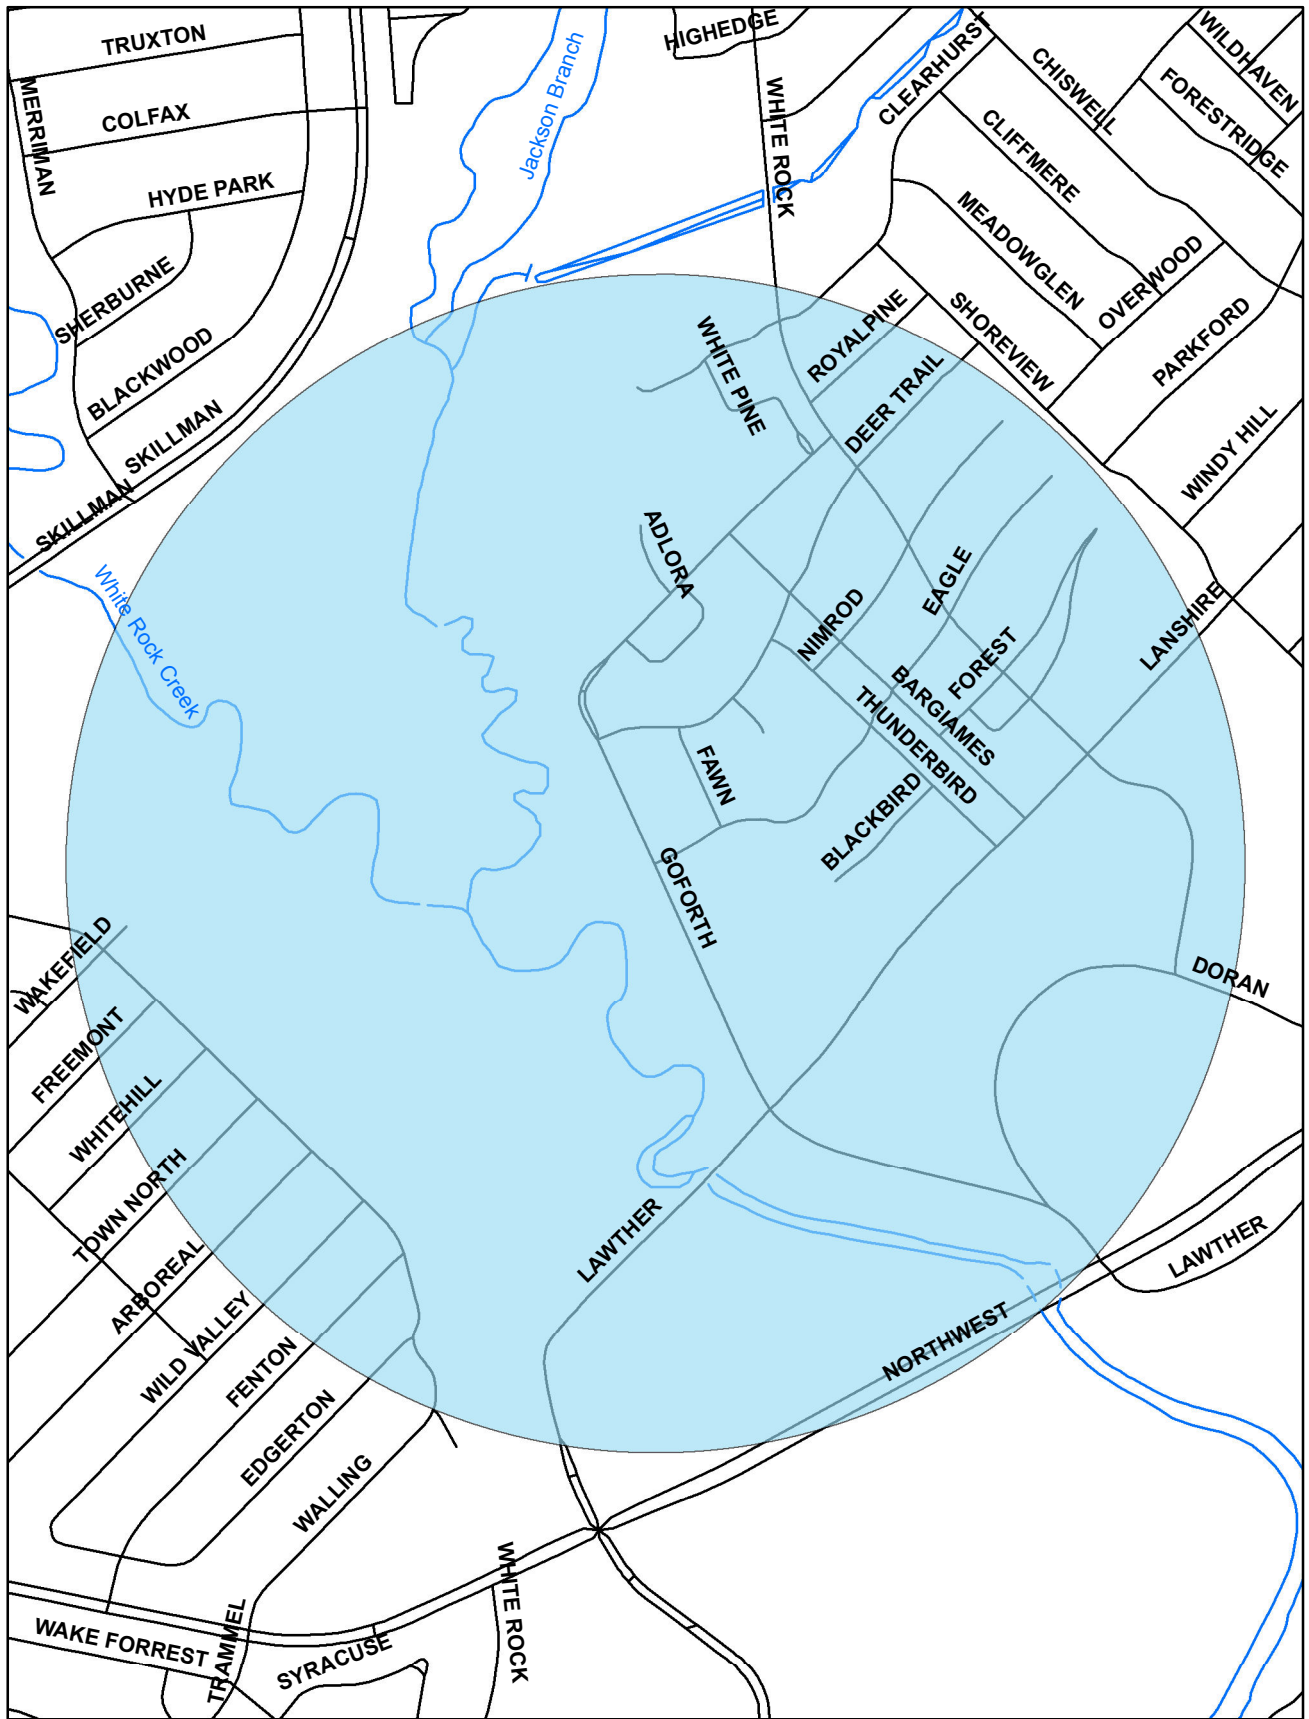 TRUXTON
HIGHEDGE
WILDHAVEN
CLEARHURS
CHISWELL
FORESTRIDGE
Jackson Branch
MERRIMAN
COLFAX
WHITE ROCK
CLIFFMERE
HYDE PARK
MEADOWGLEN
SHERBURNE
OVERWOOD
ROYALPINE
SHOREVIEW
PARKFORD
WHITE PINE
BLACKWOOD
DEER TRAIL
SKILLMAN
WINDY HILL
SKILLMAN
ADLORA
White Rock Creek
EAGLE
NIMROD
LANSHIRE
FOREST
BARGIAMES
THUNDERBIRD
FAWN
BLACKBIRD
GOFORTH
WAKEFIELD
DORAN
FREEMONT
WHITEHILL
TOWN NORTH
LAWTHER
LAWTHER
ARBOREAL
WILD VALLEY
NORTHWEST
FENTON
EDGERTON
WALLING
WHITE ROCK
WAKE FORREST
TRAMMEL
SYRACUSE